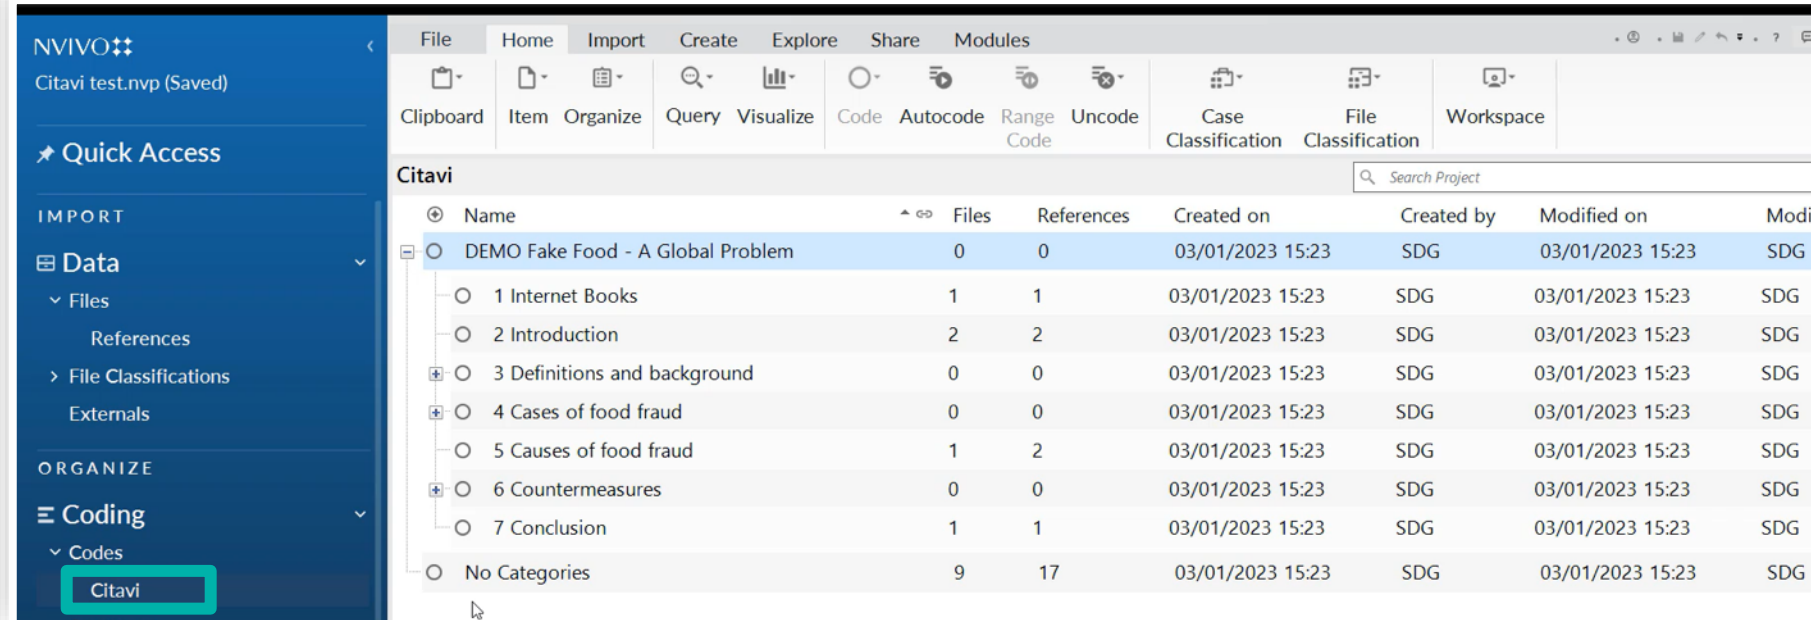 NVIVO
Citavi test.nvp (Saved)
Quick Access
IMPORT
Data
Files
References
File Classifications
Externals
ORGANIZE
Coding
Codes
Citavi
File Home Import Create Explore Share Modules ?
Clipboard Item Organize Query Visualize Code Autocode Range Code Uncode Case Classification File Classification Workspace
Citavi Search Project
Name Files References Created on Created by Modified on Modi
DEMO Fake Food - A Global Problem 0 0 03/01/2023 15:23 SDG 03/01/2023 15:23 SDG
1 Internet Books 1 1 03/01/2023 15:23 SDG 03/01/2023 15:23 SDG
2 Introduction 2 2 03/01/2023 15:23 SDG 03/01/2023 15:23 SDG
3 Definitions and background 0 0 03/01/2023 15:23 SDG 03/01/2023 15:23 SDG
4 Cases of food fraud 0 0 03/01/2023 15:23 SDG 03/01/2023 15:23 SDG
5 Causes of food fraud 1 2 03/01/2023 15:23 SDG 03/01/2023 15:23 SDG
6 Countermeasures 0 0 03/01/2023 15:23 SDG 03/01/2023 15:23 SDG
7 Conclusion 1 1 03/01/2023 15:23 SDG 03/01/2023 15:23 SDG
No Categories 9 17 03/01/2023 15:23 SDG 03/01/2023 15:23 SDG